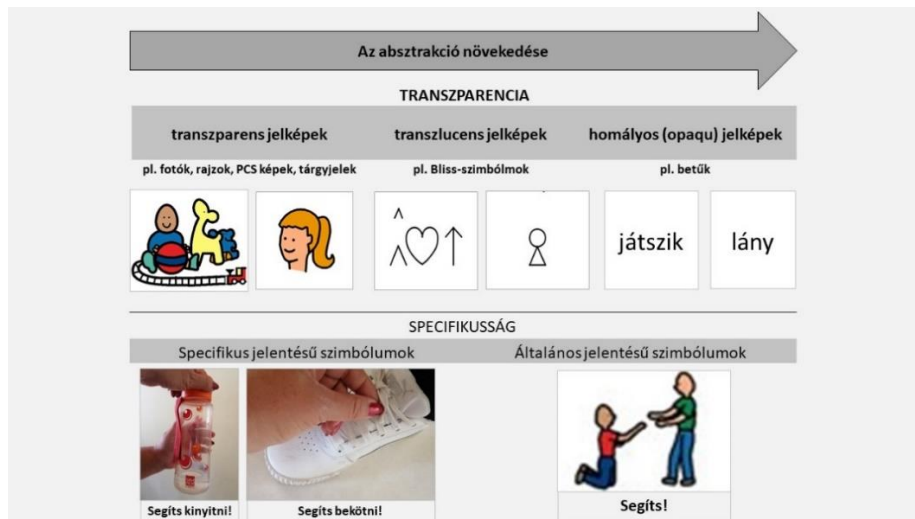 Az absztrakció növekedése
TRANSZPARENCIA
transzparens jelképek
transzlucens jelképek
homályos (opaqu) jelképek
pl. fotók, rajzok, PCS képek, tárgyjelek
pl. Bliss-szimbólmok
pl. betűk
játszik
lány
SPECIFIKUSSÁG
Specifikus jelentésű szimbólumok
Általános jelentésű szimbólumok
Segíts kinyitni!
Segíts bekötni!
Segíts!